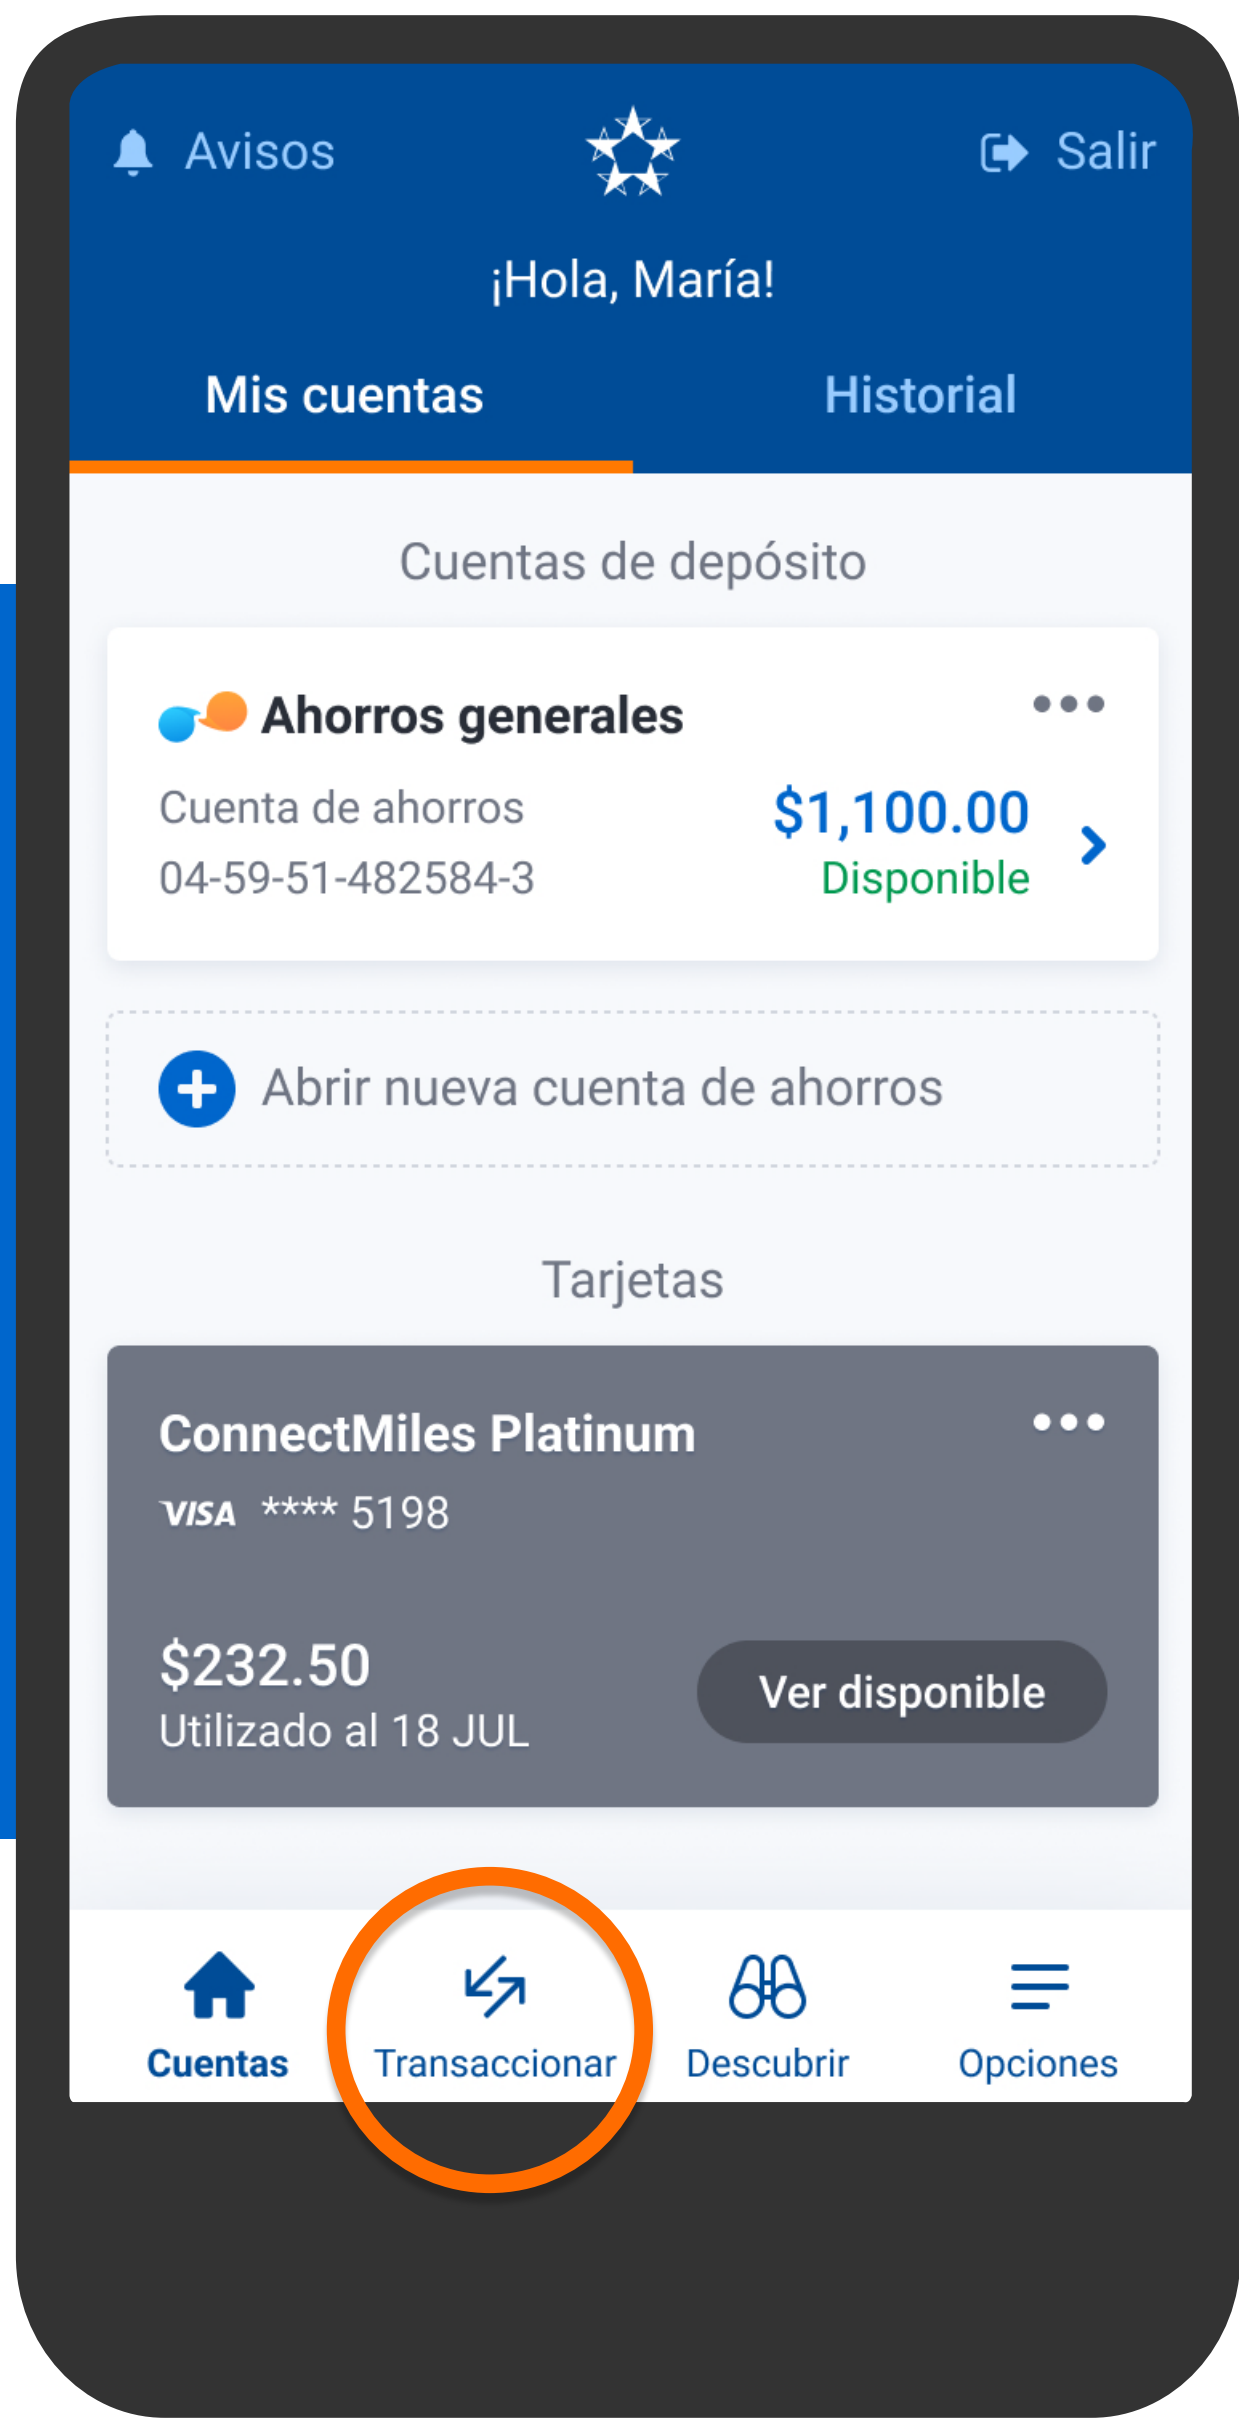 Avisos
Salir
¡Hola, María!
Mis cuentas
Historial
Cuentas de depósito
Ahorros generales
Cuenta de ahorros
$1,100.00
04-59-51-482584-3
Disponible
Abrir nueva cuenta de ahorros
Tarjetas
ConnectMiles Platinum
VISA **** 5198
$232.50
Utilizado al 18 JUL
Ver disponible
Cuentas
Transaccionar
Descubrir
Opciones